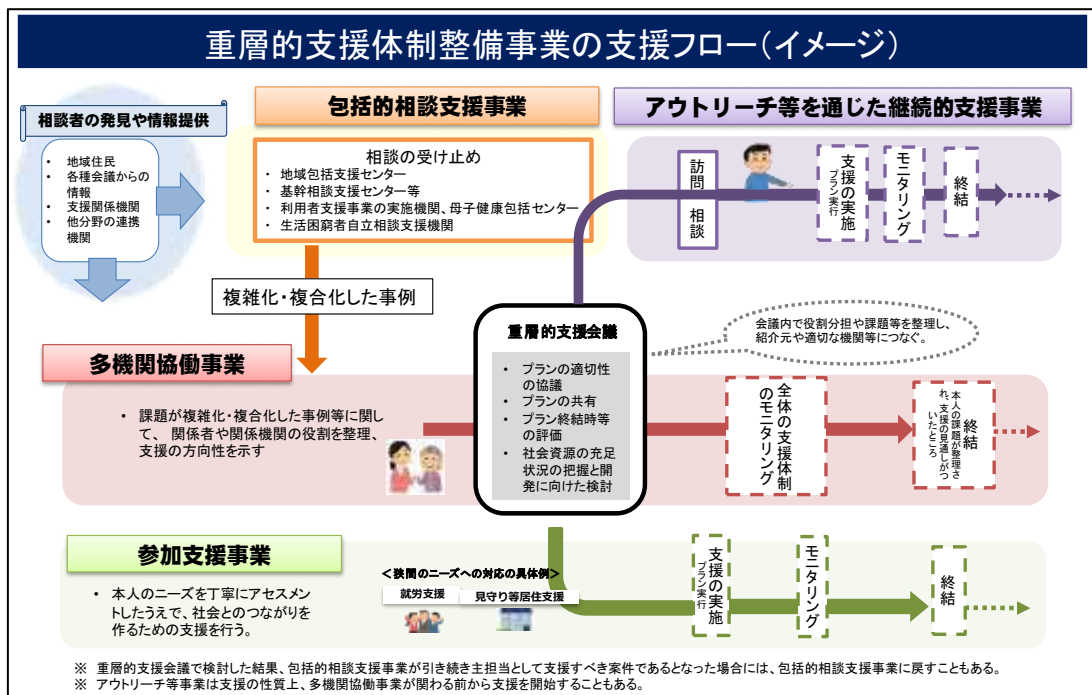 重層的支援体制整備事業の支援フロー(イメージ)
相談者の発見や情報提供
• 地域住民
• 各種会議からの
情報
• 支援関係機関
• 他分野の連携
機関
包括的相談支援事業
相談の受け止め
• 地域包括支援センター
• 基幹相談支援センター等
• 利用者支援事業の実施機関、母子健康包括センター
• 生活困窮者自立相談支援機関
アウトリーチ等を通じた継続的支援事業
訪問 相談
支援の実施
プラン実行
モニタリング
終結
複雑化・複合化した事例
重層的支援会議
• プランの適切性
の協議
• プランの共有
• プラン終結時等
の評価
• 社会資源の充足
状況の把握と開
発に向けた検討
会議内で役割分担や課題等を整理し、
紹介元や適切な機関等につなぐ。
多機関協働事業
• 課題が複雑化・複合化した事例等に関し
て、 関係者や関係機関の役割を整理、
支援の方向性を示す
全体の支援体制
のモニタリング
終結
本人の課題が整理さ
れ、支援の見通しがつ
いたところ
参加支援事業
• 本人のニーズを丁寧にアセスメン
トしたうえで、社会とのつながりを
作るための支援を行う。
<狭間のニーズへの対応の具体例>
就労支援
見守り等居住支援
支援の実施
プラン実行
モニタリング
終結
※ 重層的支援会議で検討した結果、包括的相談支援事業が引き続き主担当として支援すべき案件であるとなった場合には、包括的相談支援事業に戻すこともある。
※ アウトリーチ等事業は支援の性質上、多機関協働事業が関わる前から支援を開始することもある。